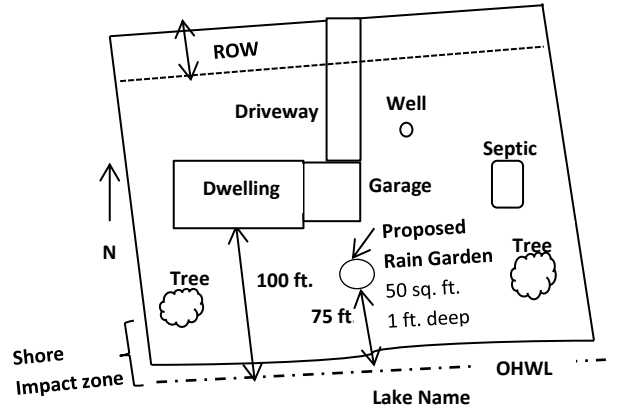 ROW
Driveway
Well
Septic
Dwelling
Garage
N
Proposed
Rain Garden
50 sq. ft.
1 ft. deep
Tree
Tree
100 ft.
75 ft
Shore
Impact zone
OHWL
Lake Name